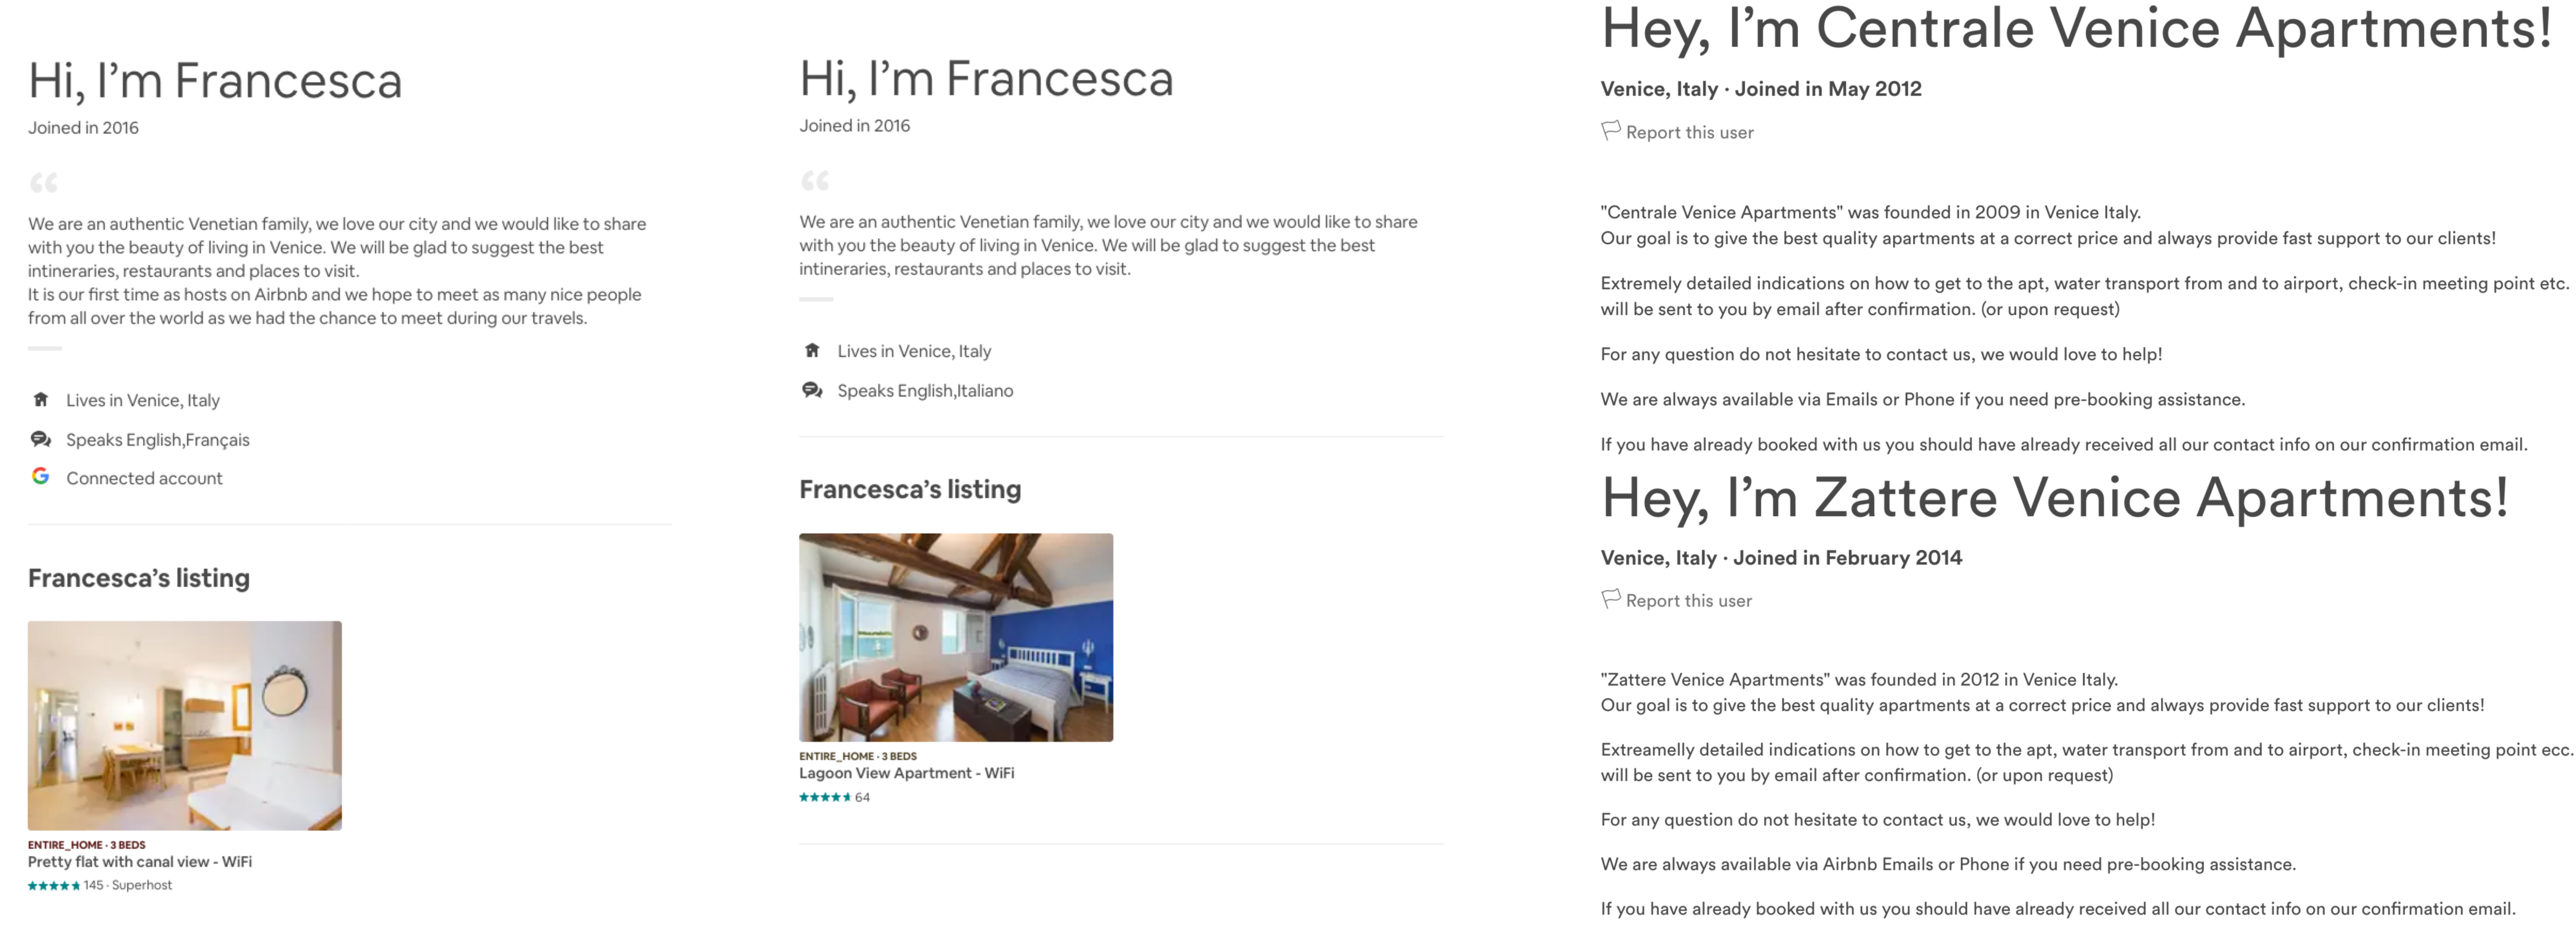 Hi, I’m Francesca
Joined in 2016
“
We are an authentic Venetian family, we love our city and we would like to share
with you the beauty of living in Venice. We will be glad to suggest the best
intineraries, restaurants and places to visit.
It is our first time as hosts on Airbnb and we hope to meet as many nice people
from all over the world as we had the chance to meet during our travels.
Lives in Venice, Italy
Speaks English,Français
Connected account
Francesca’s listing
ENTIRE_HOME · 3 BEDS
Pretty flat with canal view - WiFi
145 · Superhost
Hi, I’m Francesca
Joined in 2016
“
We are an authentic Venetian family, we love our city and we would like to share
with you the beauty of living in Venice. We will be glad to suggest the best
intineraries, restaurants and places to visit.
Lives in Venice, Italy
Speaks English,Italiano
Francesca’s listing
ENTIRE_HOME · 3 BEDS
Lagoon View Apartment - WiFi
64
Hey, I’m Centrale Venice Apartments!
Venice, Italy · Joined in May 2012
Report this user
"Centrale Venice Apartments" was founded in 2009 in Venice Italy.
Our goal is to give the best quality apartments at a correct price and always provide fast support to our clients!
Extremely detailed indications on how to get to the apt, water transport from and to airport, check-in meeting point etc.
will be sent to you by email after confirmation. (or upon request)
For any question do not hesitate to contact us, we would love to help!
We are always available via Emails or Phone if you need pre-booking assistance.
If you have already booked with us you should have already received all our contact info on our confirmation email.
Hey, I’m Zattere Venice Apartments!
Venice, Italy · Joined in February 2014
Report this user
"Zattere Venice Apartments" was founded in 2012 in Venice Italy.
Our goal is to give the best quality apartments at a correct price and always provide fast support to our clients!
Extreamelly detailed indications on how to get to the apt, water transport from and to airport, check-in meeting point ecc.
will be sent to you by email after confirmation. (or upon request)
For any question do not hesitate to contact us, we would love to help!
We are always available via Airbnb Emails or Phone if you need pre-booking assistance.
If you have already booked with us you should have already received all our contact info on our confirmation email.